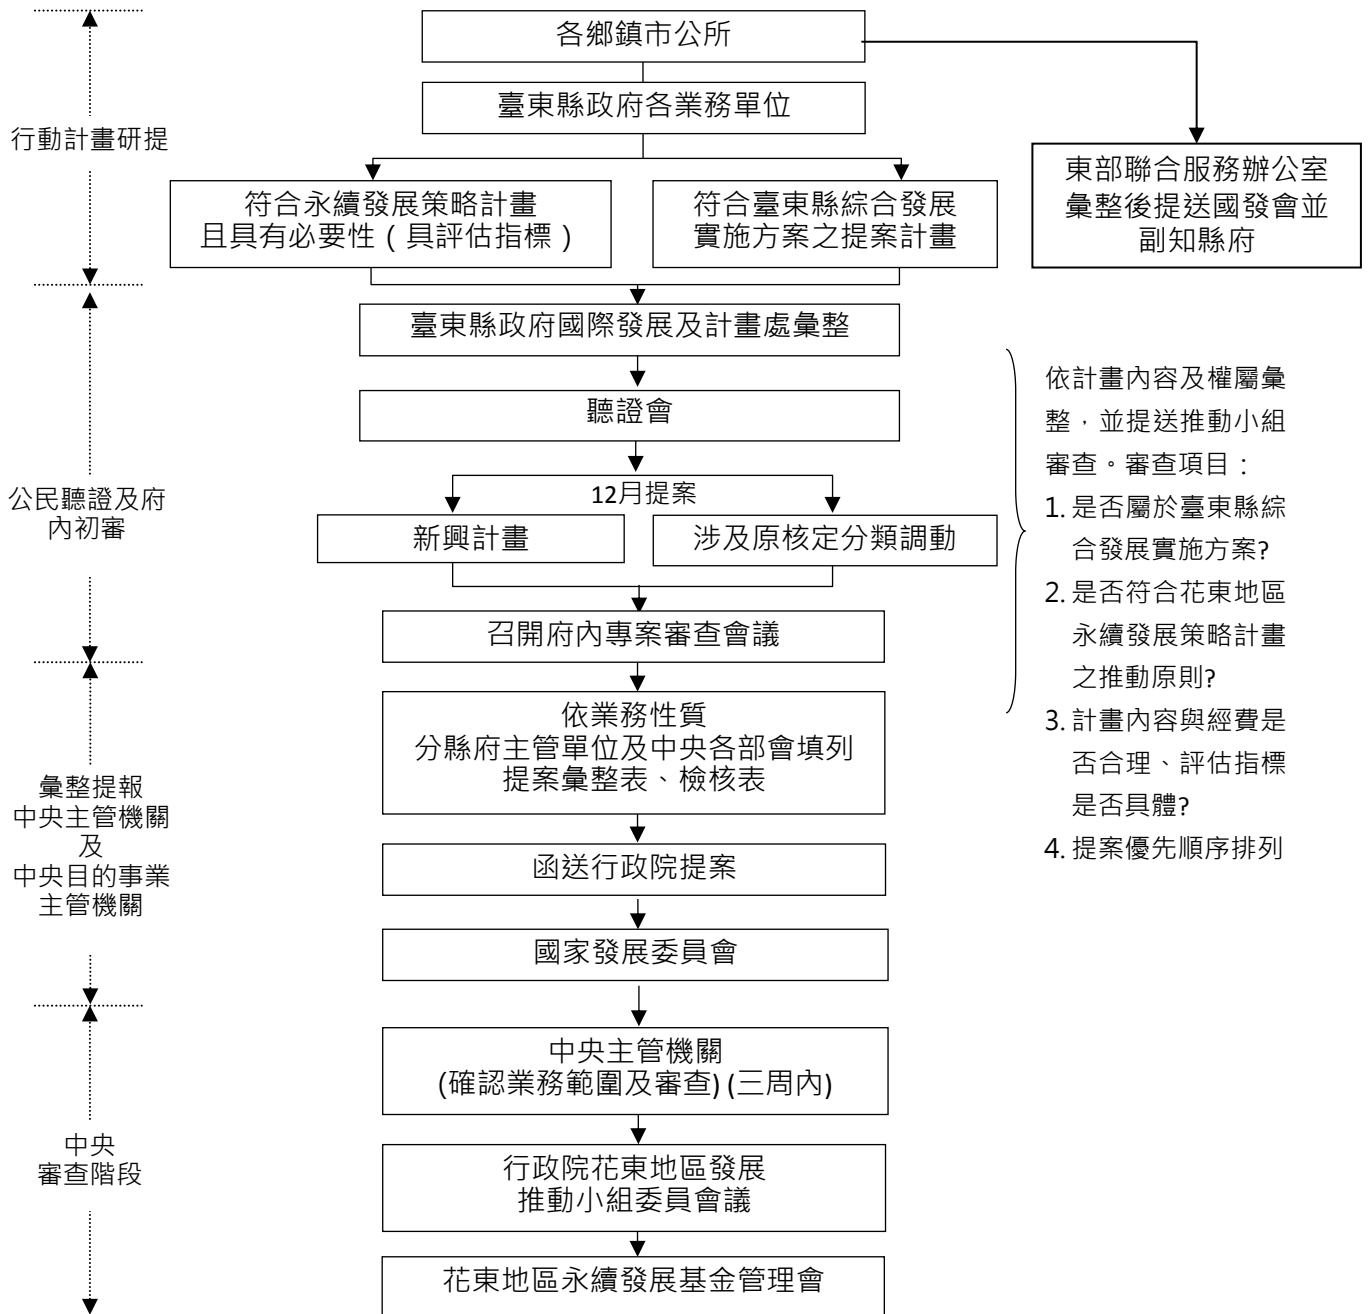 各鄉鎮市公所
臺東縣政府各業務單位
行動計畫研提
符合永續發展策略計畫
且具有必要性（具評估指標）
符合臺東縣綜合發展
實施方案之提案計畫
東部聯合服務辦公室
彙整後提送國發會並
副知縣府
臺東縣政府國際發展及計畫處彙整
聽證會
12月提案
新興計畫
涉及原核定分類調動
公民聽證及府
內初審
召開府內專案審查會議
依計畫內容及權屬彙
整，並提送推動小組
審查。審查項目：
1. 是否屬於臺東縣綜
合發展實施方案?
2. 是否符合花東地區
永續發展策略計畫
之推動原則?
3. 計畫內容與經費是
否合理、評估指標
是否具體?
4. 提案優先順序排列
依業務性質
分縣府主管單位及中央各部會填列
提案彙整表、檢核表
彙整提報
中央主管機關
及
中央目的事業
主管機關
函送行政院提案
國家發展委員會
中央主管機關
(確認業務範圍及審查) (三周內)
中央
審查階段
行政院花東地區發展
推動小組委員會議
花東地區永續發展基金管理會